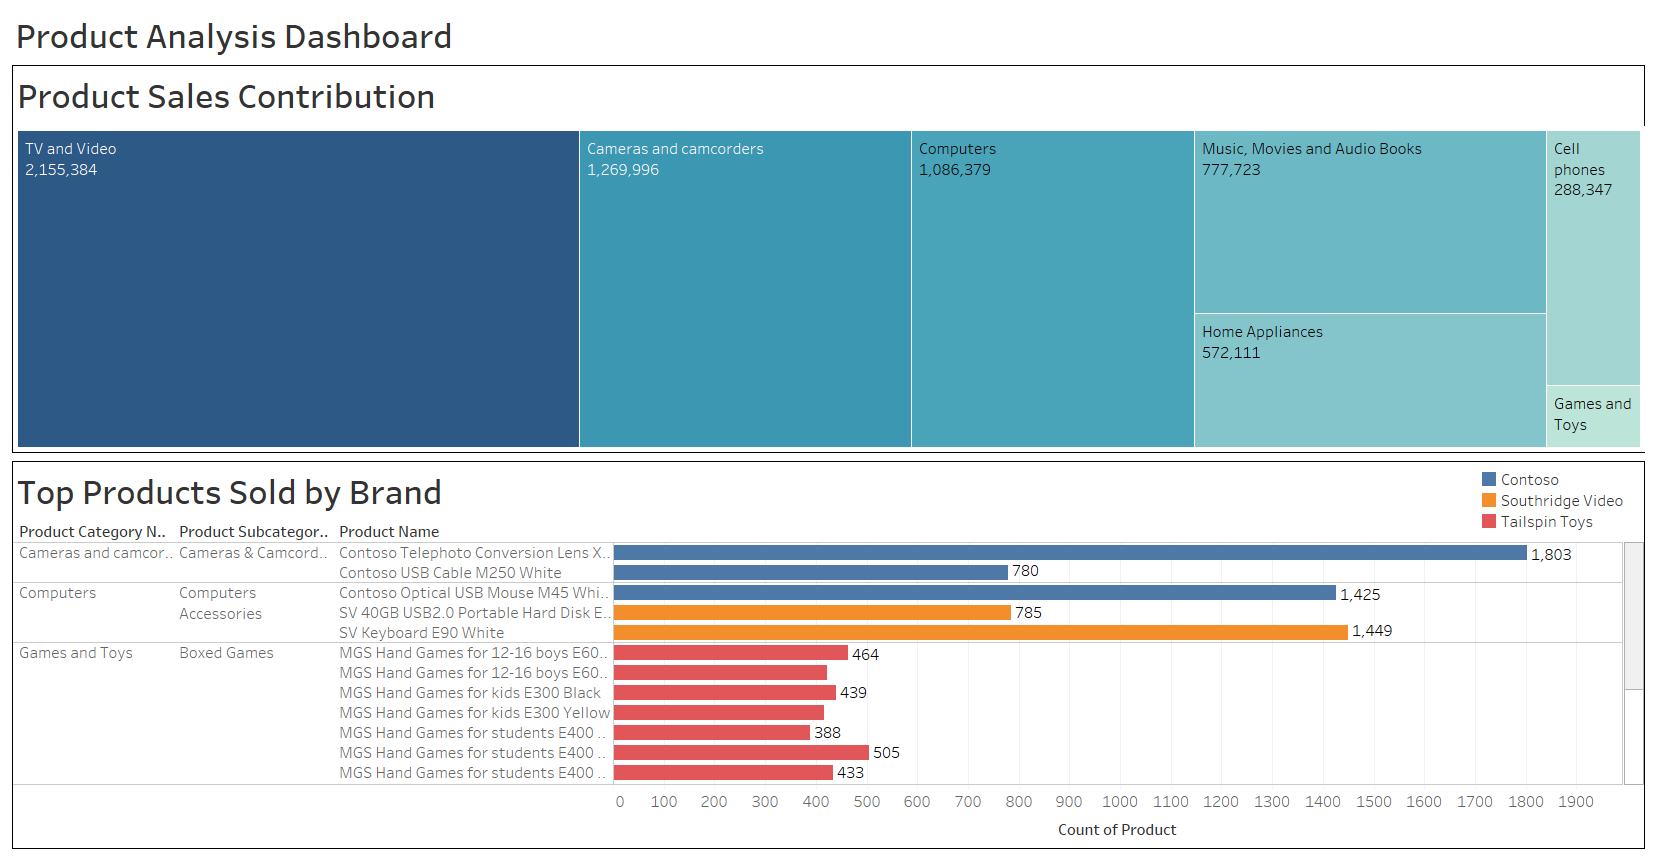 Product Analysis Dashboard
Product Sales Contribution
TV and Video
2,155,384
Cameras and camcorders
1,269,996
Computers
1,086,379
Music, Movies and Audio Books
777,723
Home Appliances
572,111
Cell
phones
288,347
Games and
Toys
Top Products Sold by Brand
Contoso
Southridge Video
Tailspin Toys
Product Category N.. Product Subcategor.. Product Name
Cameras and camcor.. Cameras & Camcord.. Contoso Telephoto Conversion Lens X.. 1,803
Contoso USB Cable M250 White 780
Computers Computers Contoso Optical USB Mouse M45 Whi.. 1,425
Accessories SV 40GB USB2.0 Portable Hard Disk E.. 785
SV Keyboard E90 White 1,449
Games and Toys Boxed Games MGS Hand Games for 12-16 boys E60.. 464
MGS Hand Games for 12-16 boys E60..
MGS Hand Games for kids E300 Black 439
MGS Hand Games for kids E300 Yellow
MGS Hand Games for students E400 .. 388
MGS Hand Games for students E400 .. 505
MGS Hand Games for students E400 .. 433
0 100 200 300 400 500 600 700 800 900 1000 1100 1200 1300 1400 1500 1600 1700 1800 1900
Count of Product